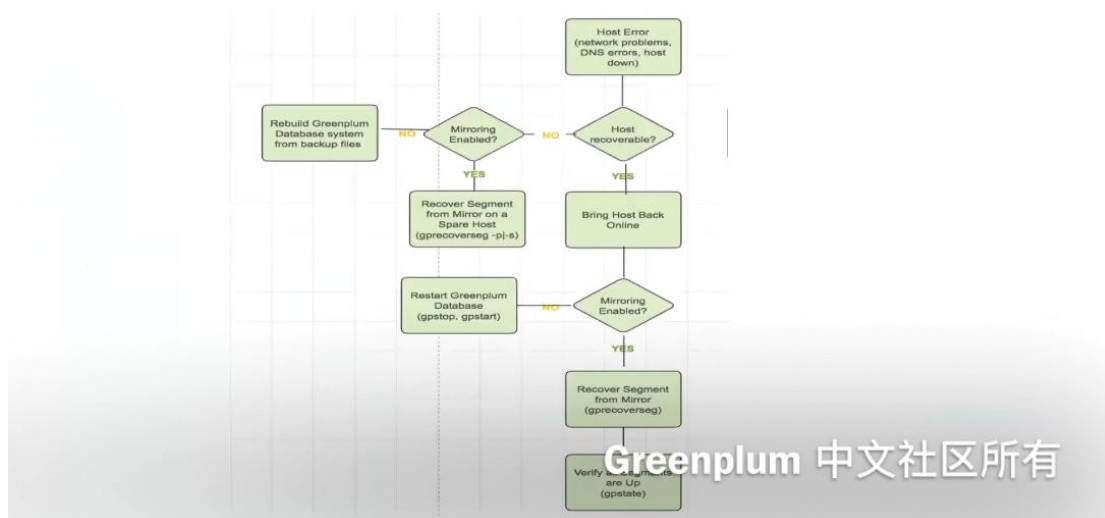 Host Error
(network problems,
DNS errors, host
down)
Rebuild Greenplum
Database system
from backup files
NO
Mirroring
Enabled?
NO
Host
recoverable?
YES
YES
Recover Segment
from Mirror on a
Spare Host
(gprecoverseg -p|-s)
Bring Host Back
Online
Restart Greenplum
Database
(gpstop, gpstart)
NO
Mirroring
Enabled?
YES
Recover Segment
from Mirror
(gprecoverseg)
Greenplum 中文社区所有
Verify all Segments
are Up
(gpstate)